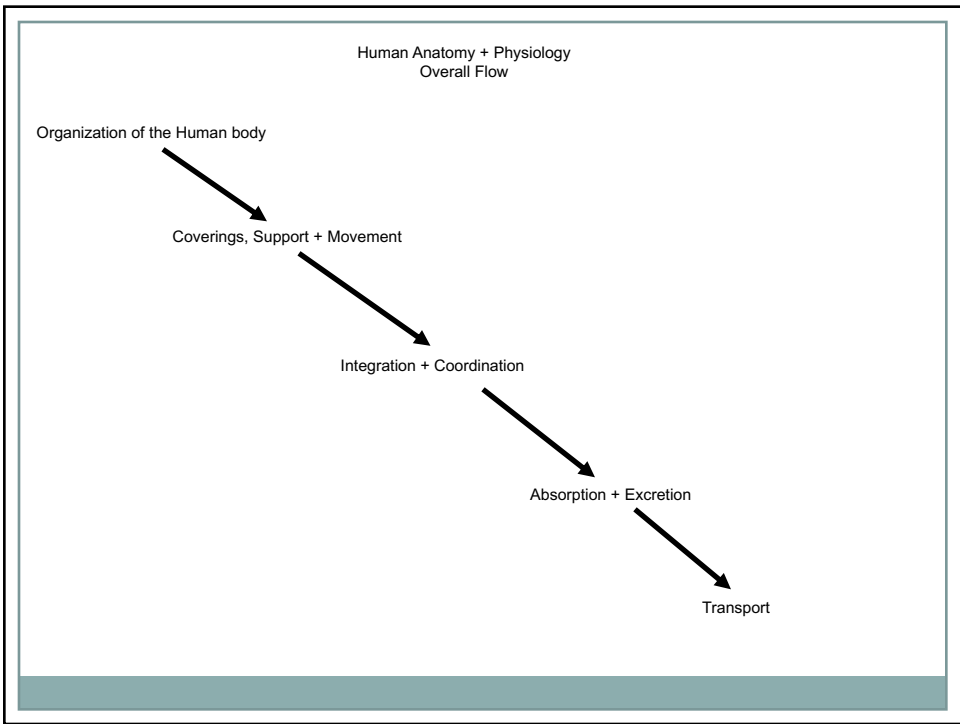 Human Anatomy + Physiology
Overall Flow
Organization of the Human body
Coverings, Support + Movement
Integration + Coordination
Absorption + Excretion
Transport